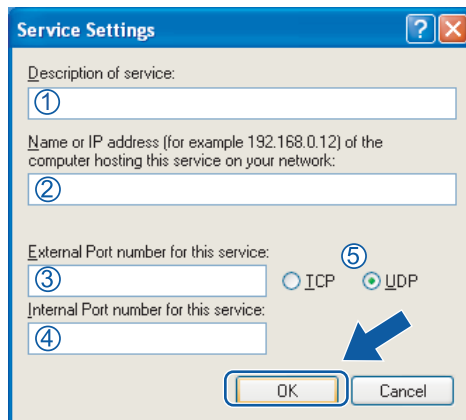 Service Settings
Description of service:
①
Name or IP address (for example 192.168.0.12) of the
computer hosting this service on your network:
②
External Port number for this service:
③ TCP ⑤ UDP
Internal Port number for this service:
④
OK Cancel